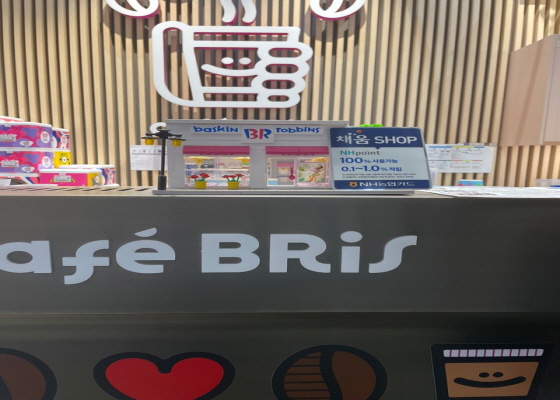 baskin BR robbins
채움 SHOP
NHpoint
100% 사용가능
0.1~1.0% 적립
NH농협카드
afé BRiS